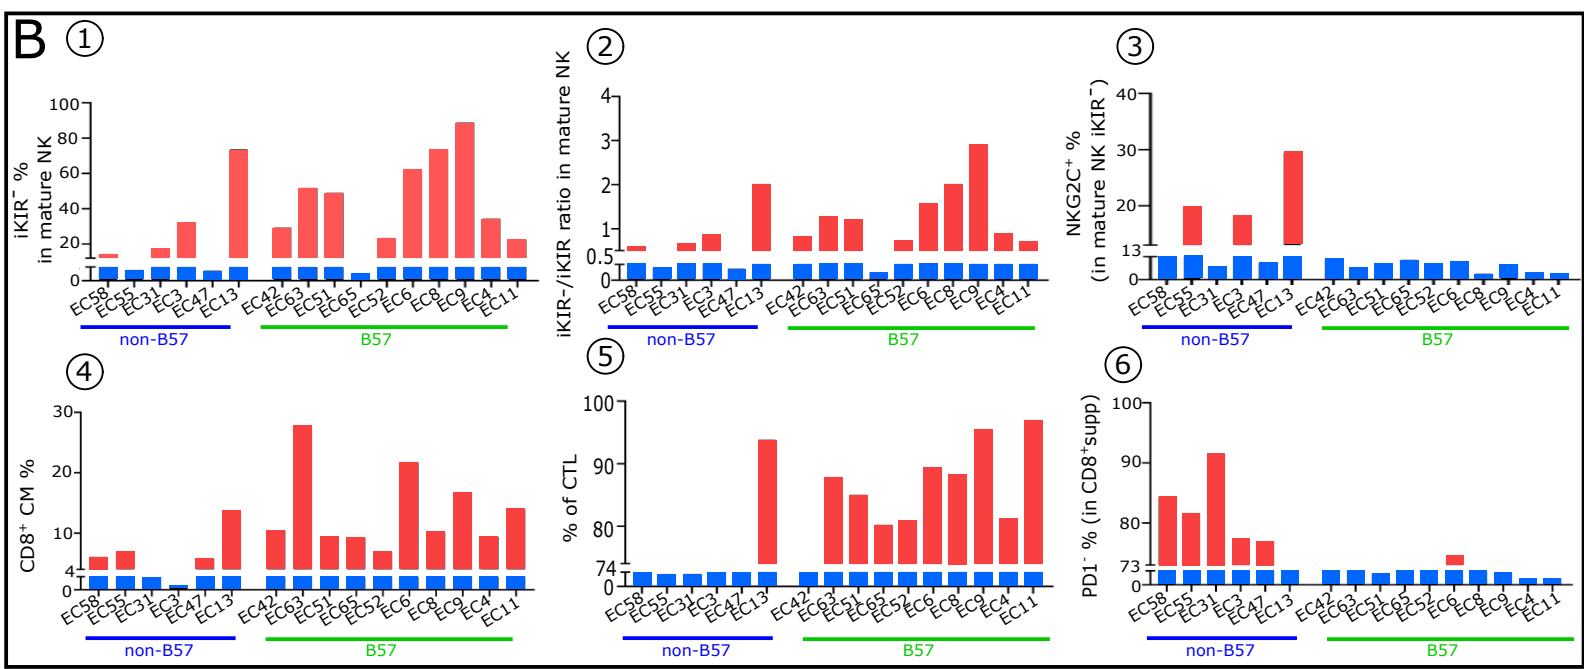 B
①
iKIR⁻ %
in mature NK
100
80
60
40
20
0
EC58 EC55 EC31 EC3 EC47 EC13 EC42 EC63 EC51 EC65 EC52 EC6 EC8 EC9 EC4 EC11
non-B57 B57
②
iKIR-/iKIR ratio in mature NK
4
3
2
1
0.5
0
EC58 EC55 EC31 EC3 EC47 EC13 EC42 EC63 EC51 EC65 EC52 EC6 EC8 EC9 EC4 EC11
non-B57 B57
③
NKG2C⁺ %
(in mature NK iKIR⁻)
40
30
20
13
0
EC58 EC55 EC31 EC3 EC47 EC13 EC42 EC63 EC51 EC65 EC52 EC6 EC8 EC9 EC4 EC11
non-B57 B57
④
CD8⁺ CM %
30
20
10
4
0
EC58 EC55 EC31 EC3 EC47 EC13 EC42 EC63 EC51 EC65 EC52 EC6 EC8 EC9 EC4 EC11
non-B57 B57
⑤
% of CTL
100
90
80
74
0
EC58 EC55 EC31 EC3 EC47 EC13 EC42 EC63 EC51 EC65 EC52 EC6 EC8 EC9 EC4 EC11
non-B57 B57
⑥
PD1⁻ % (in CD8⁺supp)
100
90
80
73
0
EC58 EC55 EC31 EC3 EC47 EC13 EC42 EC63 EC51 EC65 EC52 EC6 EC8 EC9 EC4 EC11
non-B57 B57